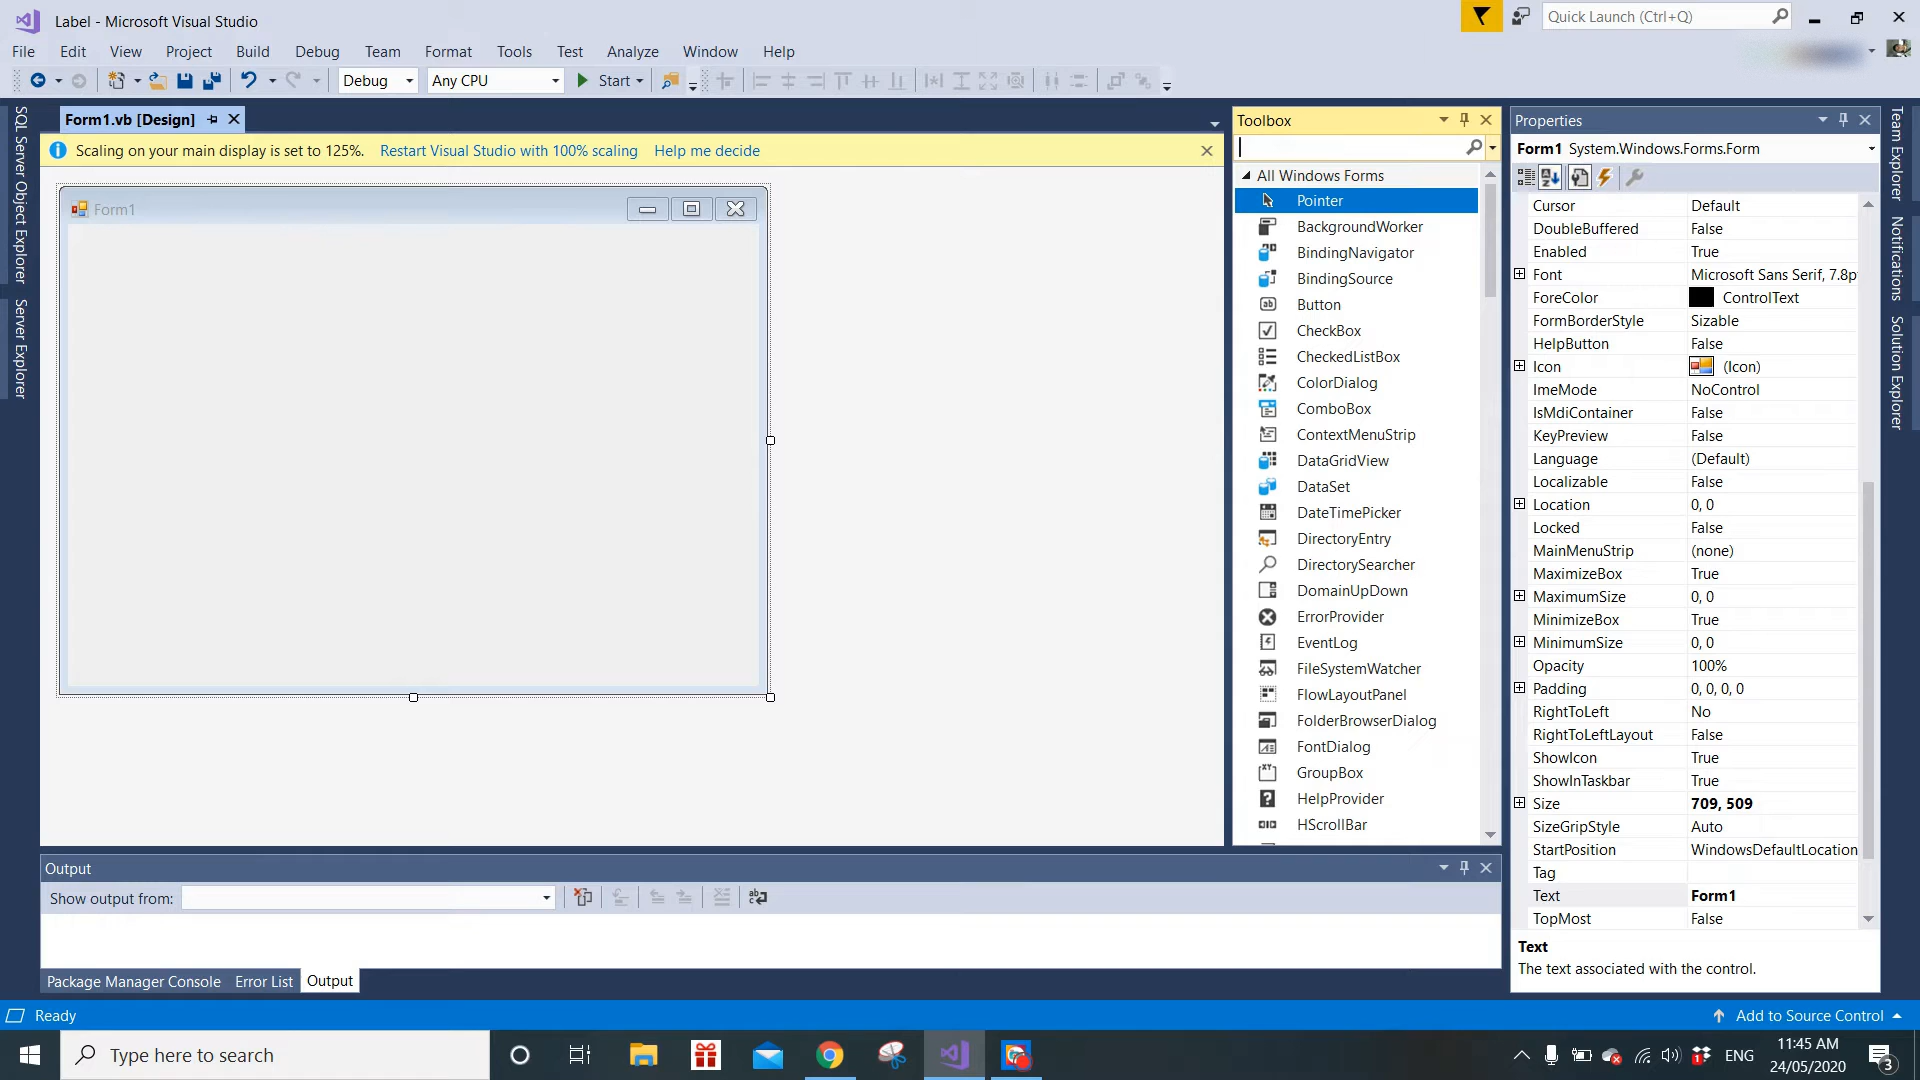 Label - Microsoft Visual Studio
Quick Launch (Ctrl+Q)
File Edit View Project Build Debug Team Format Tools Test Analyze Window Help
Debug Any CPU Start
SQL Server Object Explorer
Server Explorer
Form1.vb [Design]
Scaling on your main display is set to 125%. Restart Visual Studio with 100% scaling Help me decide
Form1
Toolbox
All Windows Forms
Pointer
BackgroundWorker
BindingNavigator
BindingSource
Button
CheckBox
CheckedListBox
ColorDialog
ComboBox
ContextMenuStrip
DataGridView
DataSet
DateTimePicker
DirectoryEntry
DirectorySearcher
DomainUpDown
ErrorProvider
EventLog
FileSystemWatcher
FlowLayoutPanel
FolderBrowserDialog
FontDialog
GroupBox
HelpProvider
HScrollBar
Properties
Form1 System.Windows.Forms.Form
Cursor Default
DoubleBuffered False
Enabled True
Font Microsoft Sans Serif, 7.8p
ForeColor ControlText
FormBorderStyle Sizable
HelpButton False
Icon (Icon)
ImeMode NoControl
IsMdiContainer False
KeyPreview False
Language (Default)
Localizable False
Location 0, 0
Locked False
MainMenuStrip (none)
MaximizeBox True
MaximumSize 0, 0
MinimizeBox True
MinimumSize 0, 0
Opacity 100%
Padding 0, 0, 0, 0
RightToLeft No
RightToLeftLayout False
ShowIcon True
ShowInTaskbar True
Size 709, 509
SizeGripStyle Auto
StartPosition WindowsDefaultLocation
Tag
Text Form1
TopMost False
Text
The text associated with the control.
Team Explorer
Notifications
Solution Explorer
Output
Show output from:
Package Manager Console Error List Output
Ready
Add to Source Control
Type here to search
ENG
11:45 AM
24/05/2020
3